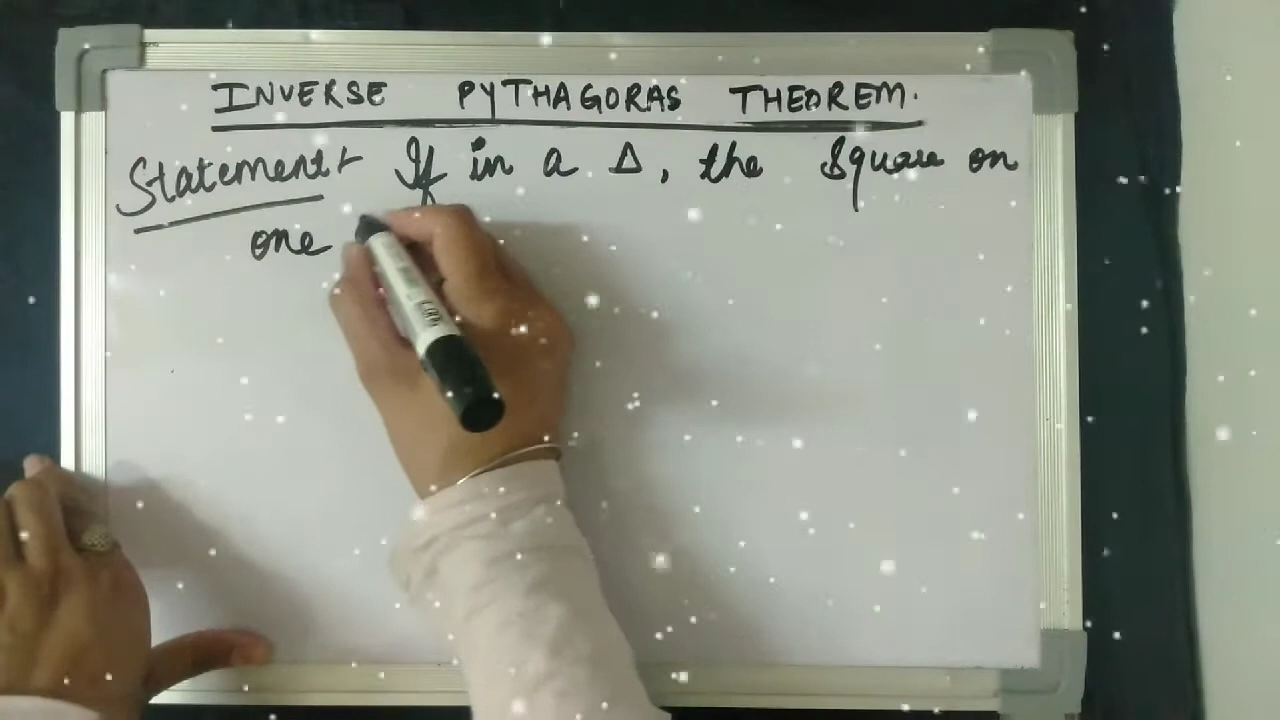 INVERSE PYTHAGORAS THEOREM.
Statement:- If in a Δ, the square on
one